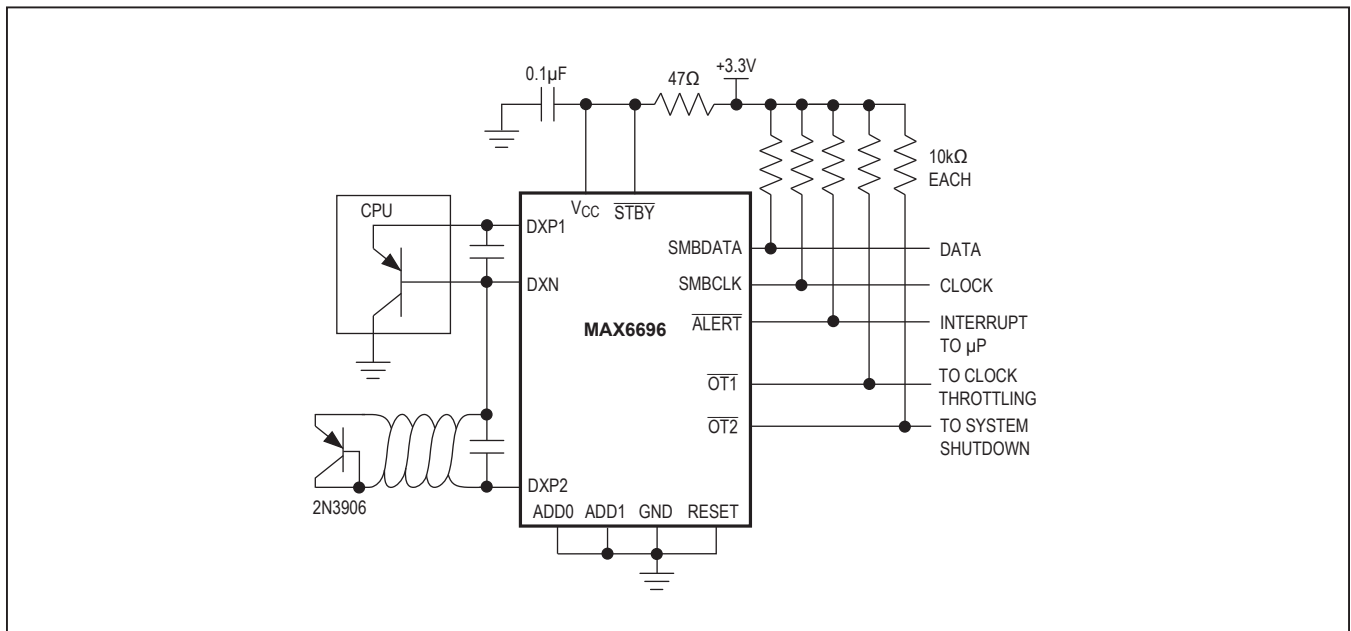 +3.3V
0.1µF
47Ω
10kΩ
EACH
CPU
VCC
STBY
DXP1
SMBDATA
DATA
DXN
SMBCLK
CLOCK
MAX6696
ALERT
INTERRUPT
TO µP
OT1
TO CLOCK
THROTTLING
OT2
TO SYSTEM
SHUTDOWN
DXP2
2N3906
ADD0
ADD1
GND
RESET